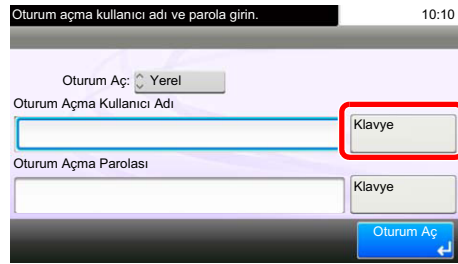 Oturum açma kullanıcı adı ve parola girin. 10:10
Oturum Aç: Yerel
Oturum Açma Kullanıcı Adı
Klavye
Oturum Açma Parolası
Klavye
Oturum Aç